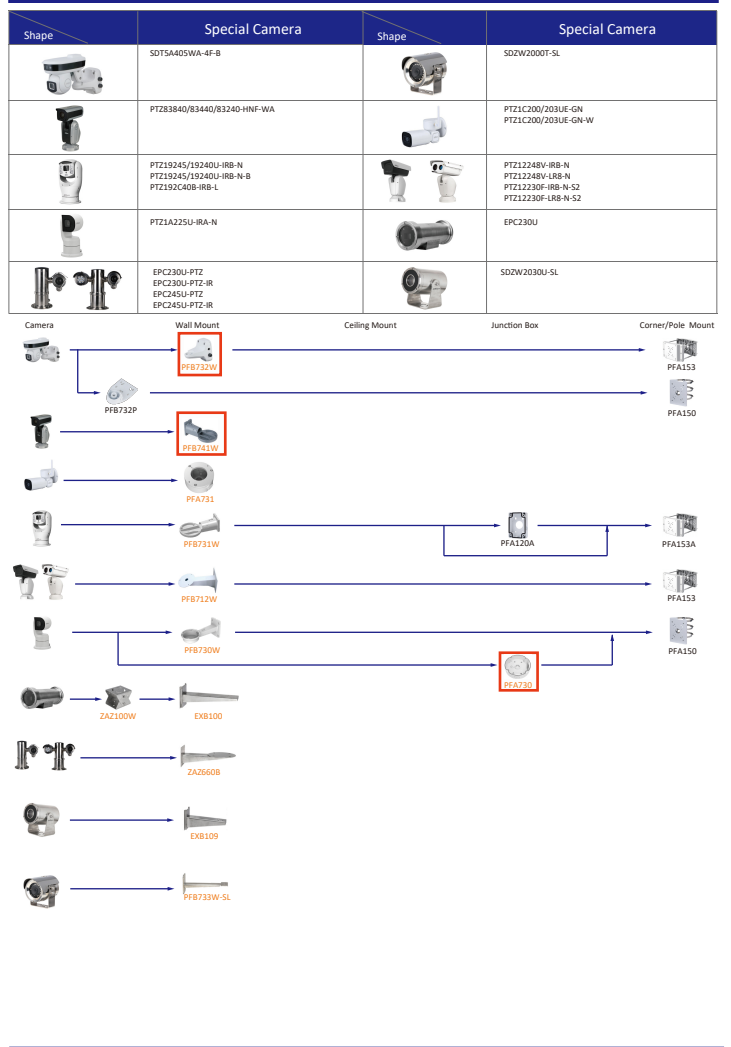 Shape
Special Camera
Shape
Special Camera
SDT5A405WA-4F-B
SDZW2000T-SL
PTZ83840/83440/83240-HNF-WA
PTZ1C200/203UE-GN
PTZ1C200/203UE-GN-W
PTZ19245/19240U-IRB-N
PTZ19245/19240U-IRB-N-B
PTZ192C40B-IRB-L
PTZ12248V-IRB-N
PTZ12248V-LR8-N
PTZ12230F-IRB-N-S2
PTZ12230F-LR8-N-S2
PTZ1A225U-IRA-N
EPC230U
EPC230U-PTZ
EPC230U-PTZ-IR
EPC245U-PTZ
EPC245U-PTZ-IR
SDZW2030U-SL
Camera
Wall Mount
Ceiling Mount
Junction Box
Corner/Pole Mount
PFB732W
PFA153
PFB732P
PFA150
PFB741W
PFA731
PFB731W
PFA120A
PFA153A
PFB712W
PFA153
PFB730W
PFA150
PFA730
ZAZ100W
EXB100
ZAZ660B
EXB109
PFB733W-SL